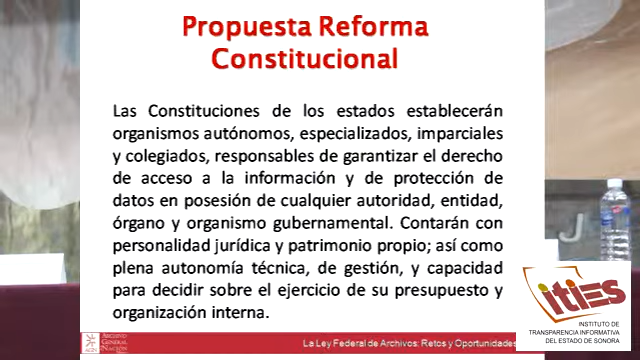 Propuesta Reforma
Constitucional
Las Constituciones de los estados establecerán
organismos autónomos, especializados, imparciales
y colegiados, responsables de garantizar el derecho
de acceso a la información y de protección de
datos en posesión de cualquier autoridad, entidad,
órgano y organismo gubernamental. Contarán con
personalidad jurídica y patrimonio propio; así como
plena autonomía técnica, de gestión, y capacidad
para decidir sobre el ejercicio de su presupuesto y
organización interna.
AGN
ARCHIVO
GENERAL
NACIÓN
La Ley Federal de Archivos: Retos y Oportunidades
J
ities
INSTITUTO DE
TRANSPARENCIA INFORMATIVA
DEL ESTADO DE SONORA